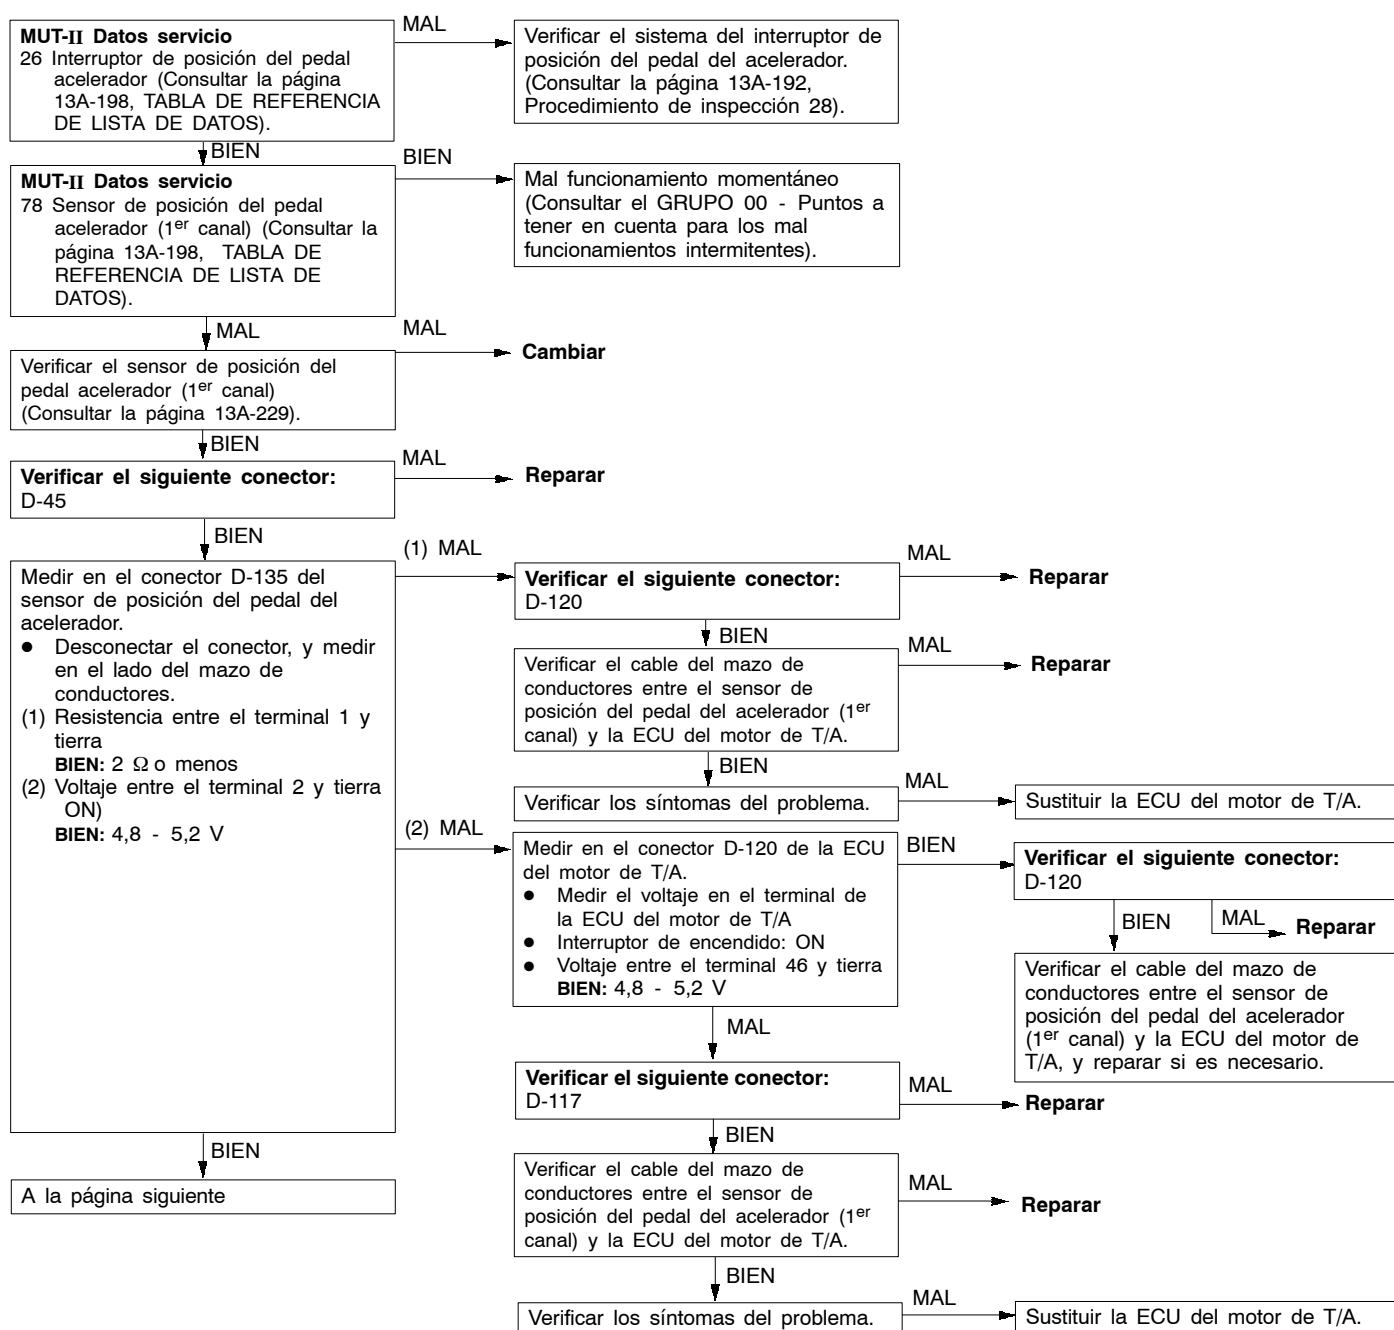 MUT-II Datos servicio
26 Interruptor de posición del pedal
acelerador (Consultar la página
13A-198, TABLA DE REFERENCIA
DE LISTA DE DATOS).
MAL
Verificar el sistema del interruptor de
posición del pedal del acelerador.
(Consultar la página 13A-192,
Procedimiento de inspección 28).
BIEN
MUT-II Datos servicio
78 Sensor de posición del pedal
acelerador (1er canal) (Consultar la
página 13A-198, TABLA DE
REFERENCIA DE LISTA DE
DATOS).
BIEN
Mal funcionamiento momentáneo
(Consultar el GRUPO 00 - Puntos a
tener en cuenta para los mal
funcionamientos intermitentes).
MAL
Verificar el sensor de posición del
pedal acelerador (1er canal)
(Consultar la página 13A-229).
MAL
Cambiar
BIEN
Verificar el siguiente conector:
D-45
MAL
Reparar
BIEN
Medir en el conector D-135 del
sensor de posición del pedal del
acelerador.
● Desconectar el conector, y medir
en el lado del mazo de
conductores.
(1) Resistencia entre el terminal 1 y
tierra
BIEN: 2 Ω o menos
(2) Voltaje entre el terminal 2 y tierra
ON)
BIEN: 4,8 - 5,2 V
BIEN
A la página siguiente
(1) MAL
Verificar el siguiente conector:
D-120
MAL
Reparar
BIEN
Verificar el cable del mazo de
conductores entre el sensor de
posición del pedal del acelerador (1er
canal) y la ECU del motor de T/A.
MAL
Reparar
BIEN
Verificar los síntomas del problema.
MAL
Sustituir la ECU del motor de T/A.
(2) MAL
Medir en el conector D-120 de la ECU
del motor de T/A.
● Medir el voltaje en el terminal de
la ECU del motor de T/A
● Interruptor de encendido: ON
● Voltaje entre el terminal 46 y tierra
BIEN: 4,8 - 5,2 V
BIEN
Verificar el siguiente conector:
D-120
BIEN
MAL
Reparar
Verificar el cable del mazo de
conductores entre el sensor de
posición del pedal del acelerador
(1er canal) y la ECU del motor de
T/A, y reparar si es necesario.
MAL
Verificar el siguiente conector:
D-117
MAL
Reparar
BIEN
Verificar el cable del mazo de
conductores entre el sensor de
posición del pedal del acelerador (1er
canal) y la ECU del motor de T/A.
MAL
Reparar
BIEN
Verificar los síntomas del problema.
MAL
Sustituir la ECU del motor de T/A.